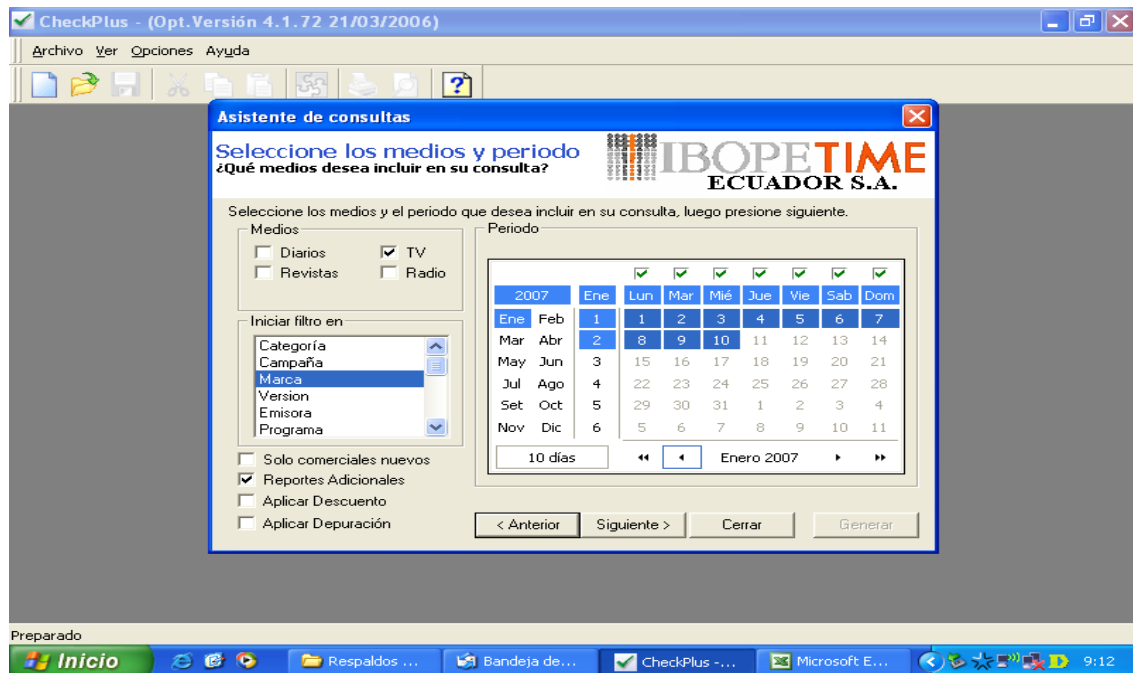 CheckPlus - (Opt.Versión 4.1.72 21/03/2006)
Archivo Ver Opciones Ayuda
Asistente de consultas
Seleccione los medios y periodo
¿Qué medios desea incluir en su consulta?
IBOPETIME
ECUADOR S.A.
Seleccione los medios y el periodo que desea incluir en su consulta, luego presione siguiente.
Medios
Diarios TV
Revistas Radio
Iniciar filtro en
Categoría
Campaña
Marca
Version
Emisora
Programa
Solo comerciales nuevos
Reportes Adicionales
Aplicar Descuento
Aplicar Depuración
Periodo
2007 Ene Lun Mar Mié Jue Vie Sab Dom
Ene Feb 1 1 2 3 4 5 6 7
Mar Abr 2 8 9 10 11 12 13 14
May Jun 3 15 16 17 18 19 20 21
Jul Ago 4 22 23 24 25 26 27 28
Set Oct 5 29 30 31 1 2 3 4
Nov Dic 6 5 6 7 8 9 10 11
10 días Enero 2007
< Anterior Siguiente > Cerrar Generar
Preparado
Inicio Respaldos ... Bandeja de... CheckPlus -... Microsoft E... 9:12